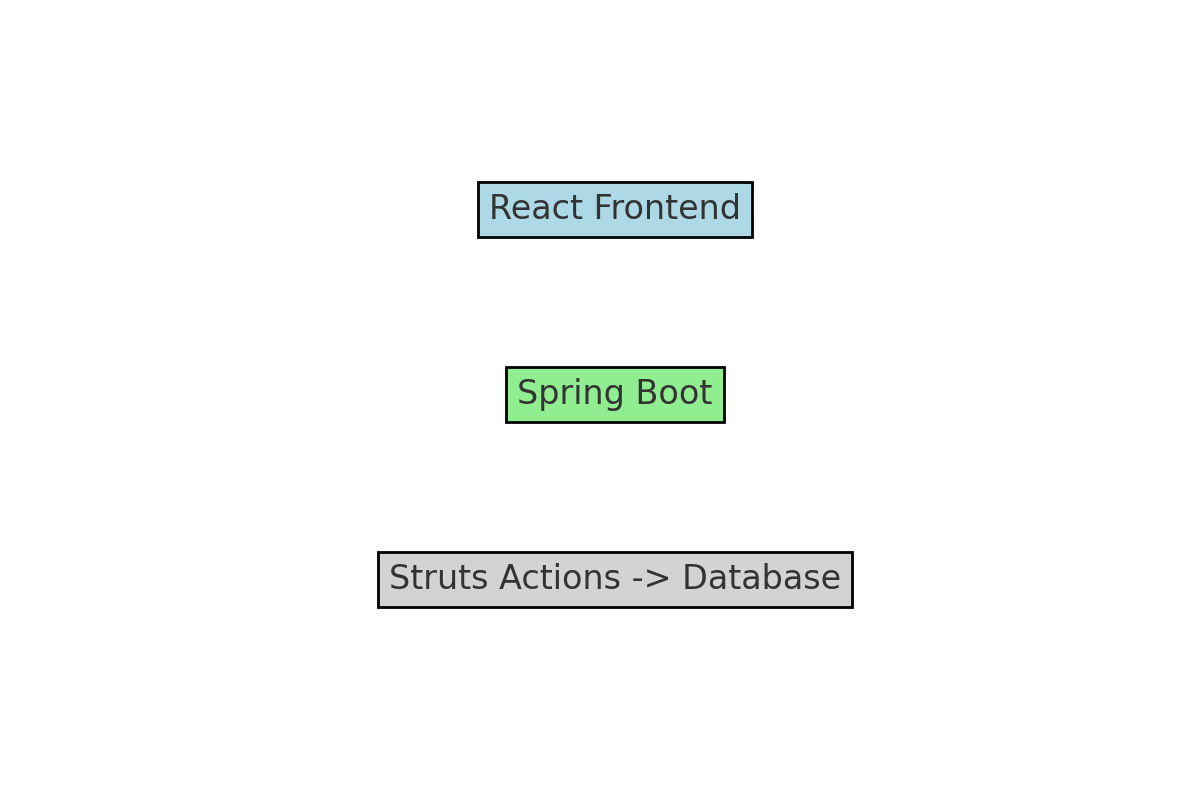 React Frontend
Spring Boot
Struts Actions -> Database